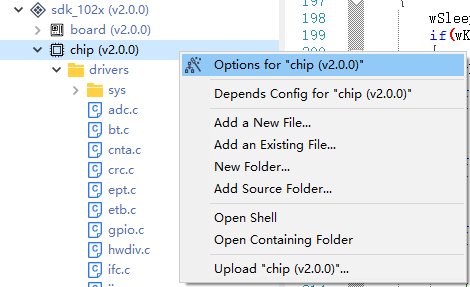 sdk_102x (v2.0.0)
board (v2.0.0)
chip (v2.0.0)
drivers
sys
adc.c
bt.c
cnta.c
crc.c
ept.c
etb.c
gpio.c
hwdiv.c
ifc.c
197
198
199
wSlee
if(wK
Options for "chip (v2.0.0)"
Depends Config for "chip (v2.0.0)"
Add a New File...
Add an Existing File...
New Folder...
Add Source Folder...
Open Shell
Open Containing Folder
Upload "chip (v2.0.0)"...